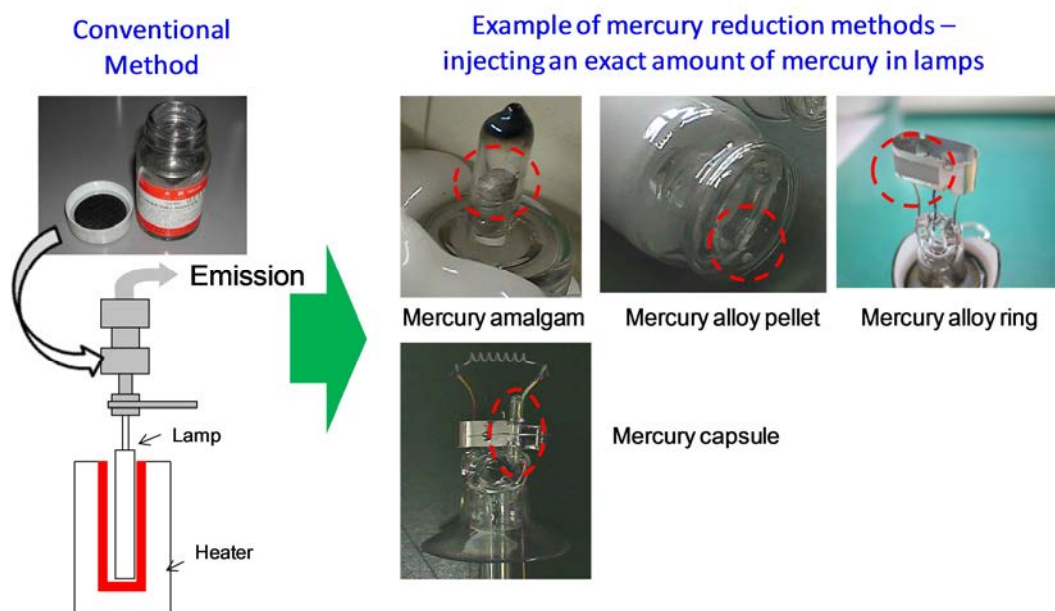 Conventional
Method
Example of mercury reduction methods –
injecting an exact amount of mercury in lamps
Emission
Lamp
Heater
Mercury amalgam
Mercury alloy pellet
Mercury alloy ring
Mercury capsule